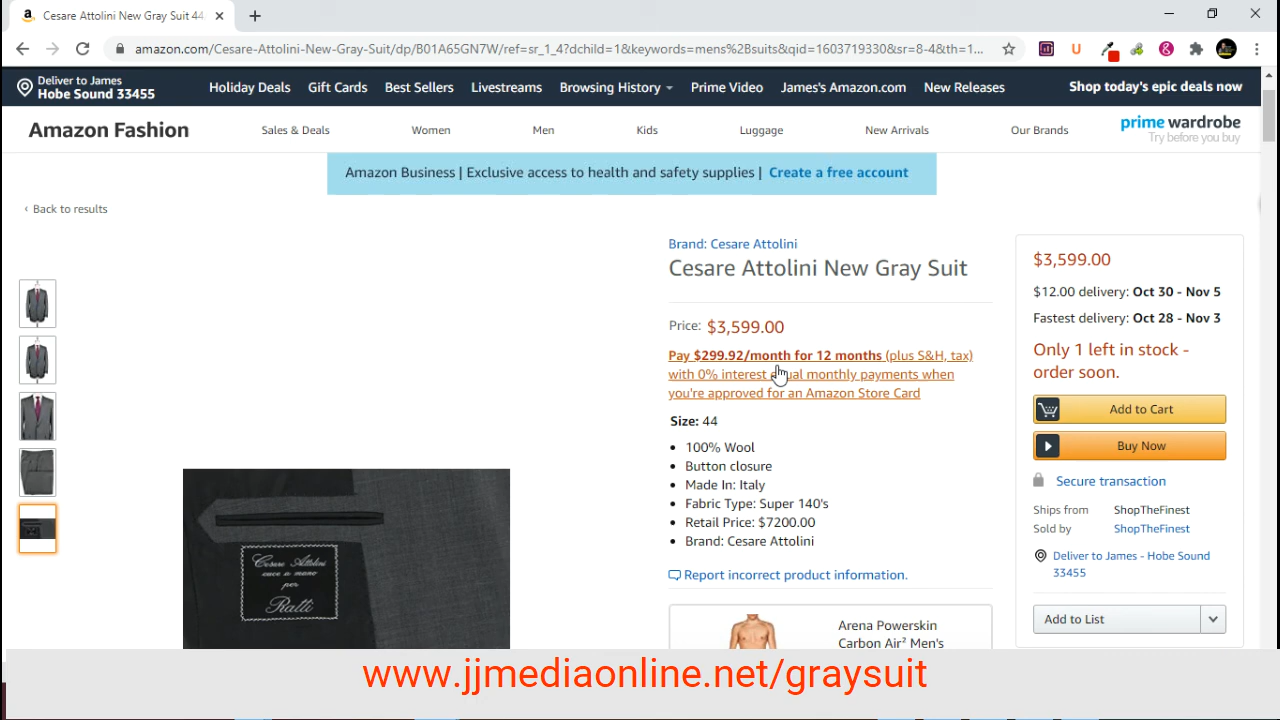 Cesare Attolini New Gray Suit 44
amazon.com/Cesare-Attolini-New-Gray-Suit/dp/B01A65GN7W/ref=sr_1_4?dchild=1&keywords=mens%2Bsuits&qid=1603719330&sr=8-4&th=1...
Deliver to James
Hobe Sound 33455
Holiday Deals Gift Cards Best Sellers Livestreams Browsing History Prime Video James's Amazon.com New Releases
Shop today's epic deals now
Amazon Fashion
Sales & Deals Women Men Kids Luggage New Arrivals Our Brands
prime wardrobe
Try before you buy
Amazon Business | Exclusive access to health and safety supplies | Create a free account
‹ Back to results
Brand: Cesare Attolini
Cesare Attolini New Gray Suit
Price: $3,599.00
Pay $299.92/month for 12 months (plus S&H, tax)
with 0% interest ual monthly payments when
you're approved for an Amazon Store Card
Size: 44
• 100% Wool
• Button closure
• Made In: Italy
• Fabric Type: Super 140's
• Retail Price: $7200.00
• Brand: Cesare Attolini
Report incorrect product information.
Arena Powerskin
Carbon Air² Men's
$3,599.00
$12.00 delivery: Oct 30 - Nov 5
Fastest delivery: Oct 28 - Nov 3
Only 1 left in stock -
order soon.
Add to Cart
Buy Now
Secure transaction
Ships from ShopTheFinest
Sold by ShopTheFinest
Deliver to James - Hobe Sound
33455
Add to List
Cesare Attolini
cuce a mano
per
Ratti
www.jjmediaonline.net/graysuit